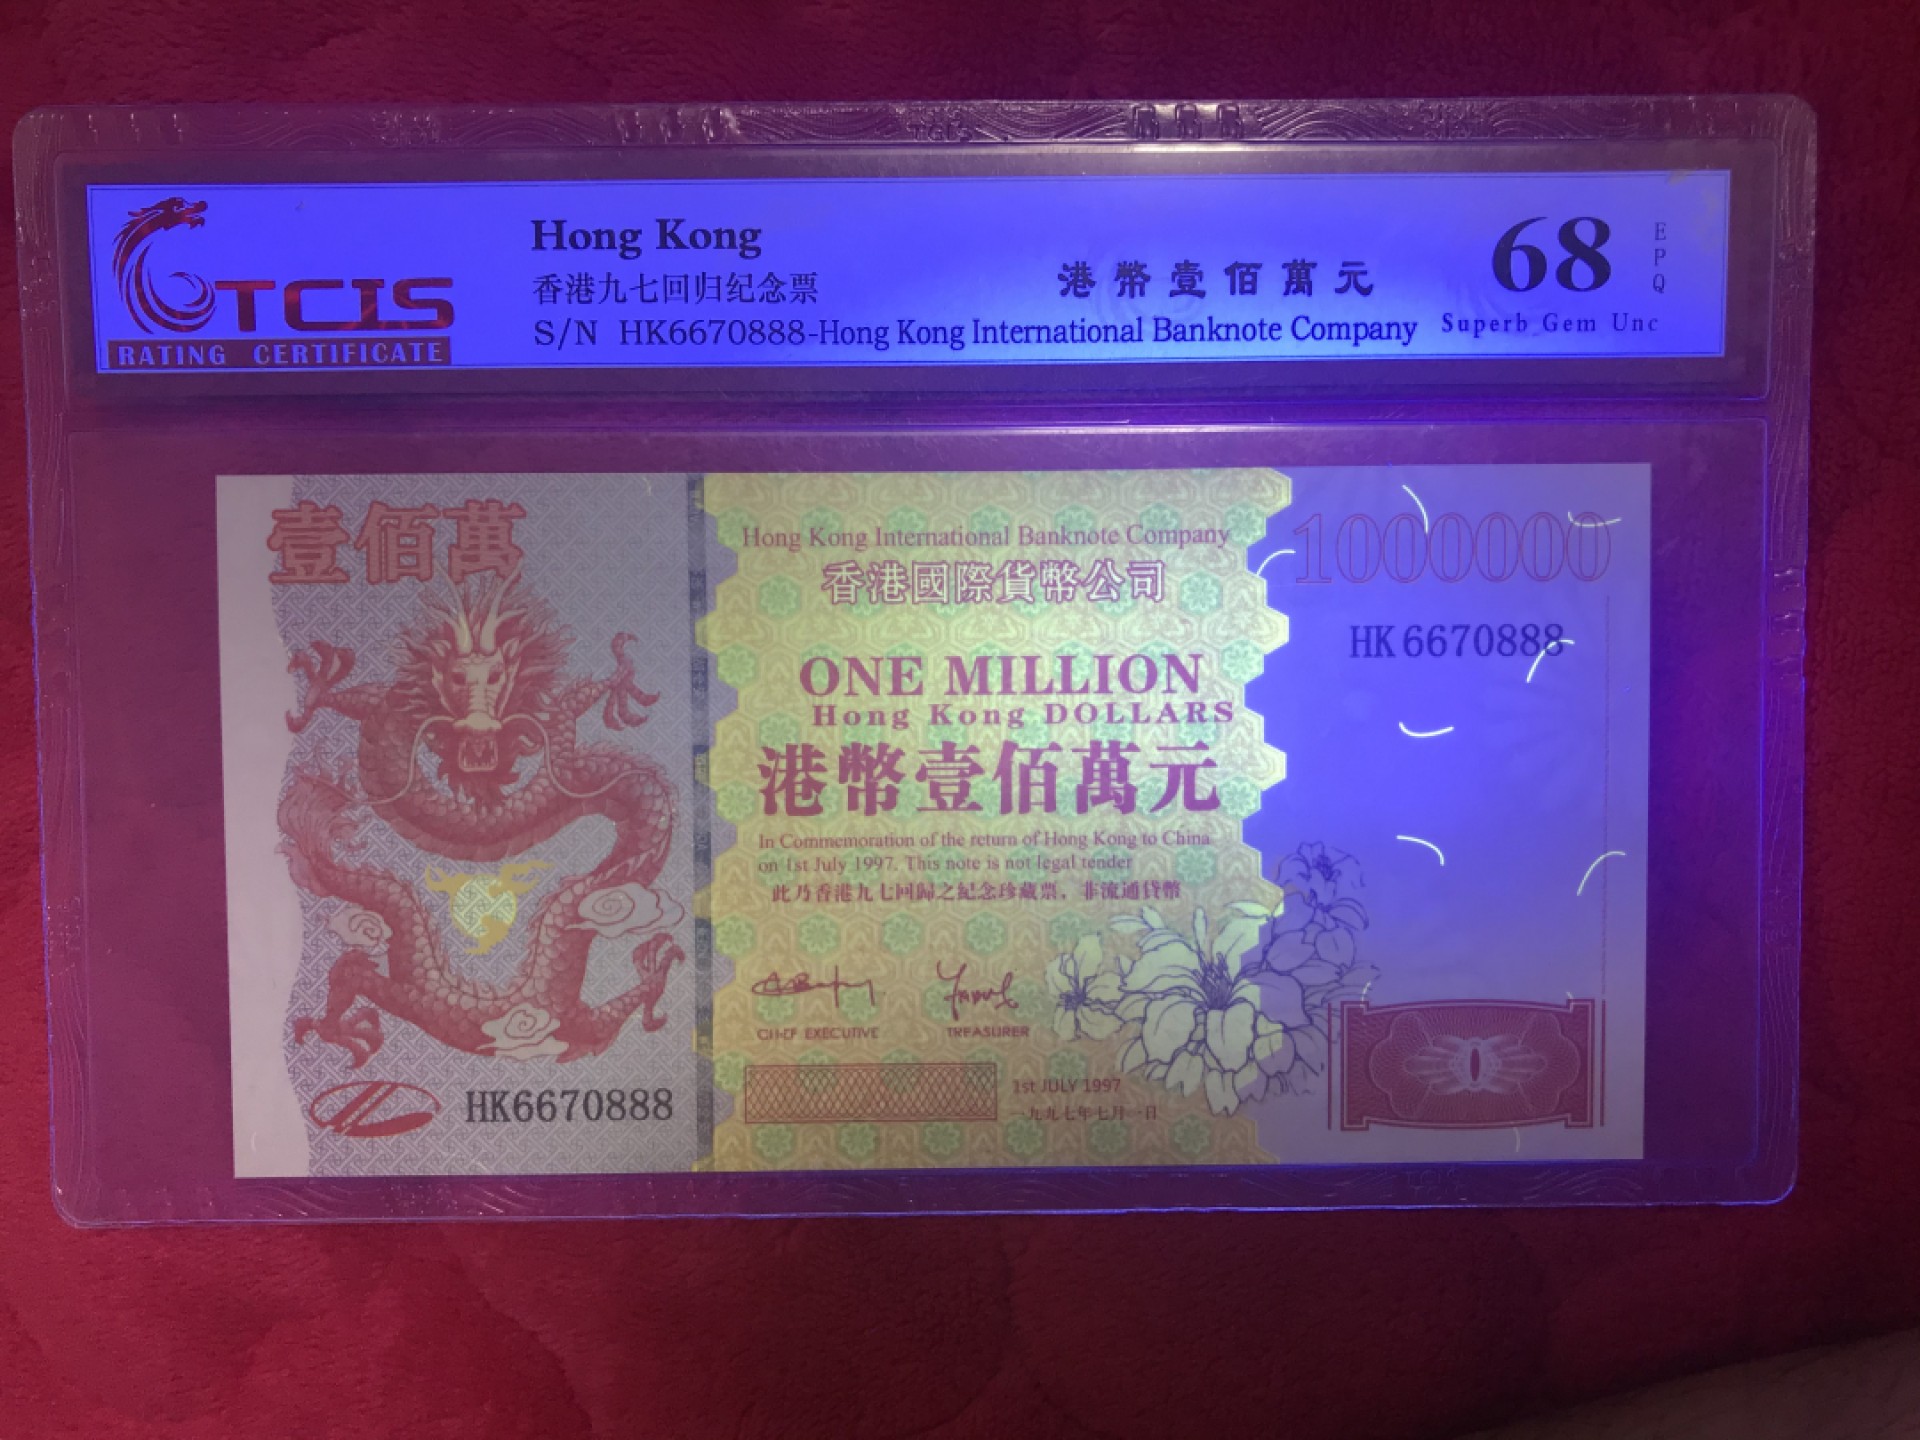 TCIS
RATING CERTIFICATE
Hong Kong
香港九七回归纪念票
港幣壹佰萬元
S/N HK6670888-Hong Kong International Banknote Company
68
EPQ
Superb Gem Unc
壹佰萬
Hong Kong International Banknote Company
香港國際貨幣公司
1000000
HK6670888
ONE MILLION
Hong Kong DOLLARS
港幣壹佰萬元
In Commemoration of the return of Hong Kong to China
on 1st July 1997. This note is not legal tender
此乃香港九七回歸之紀念珍藏票，非流通貨幣
CHIEF EXECUTIVE
TREASURER
HK6670888
1st JULY 1997
一九九七年七月一日